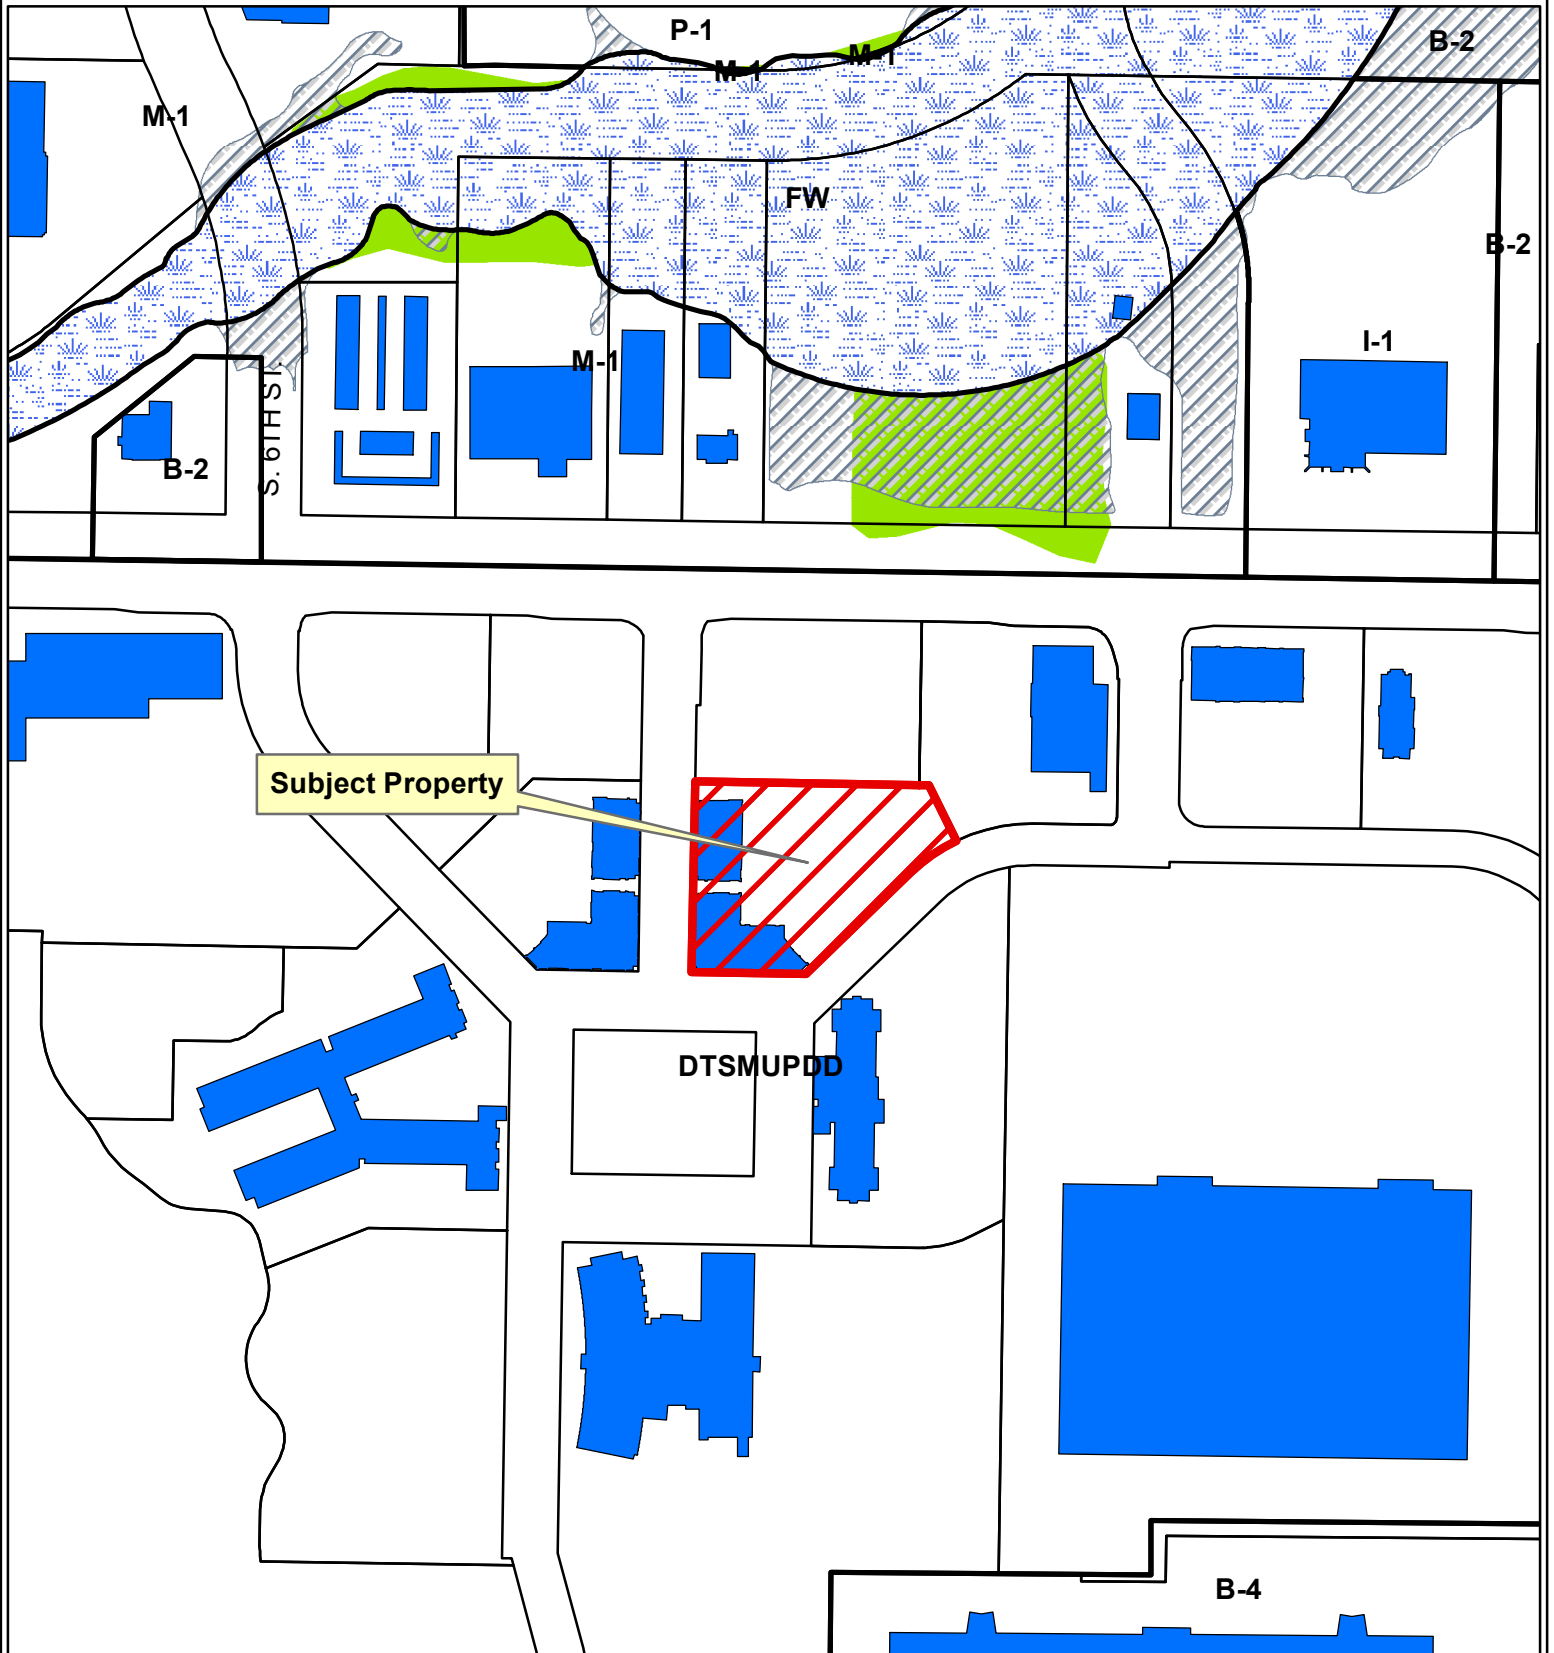 P-1
B-2
M-1
M-1
M-1
FW
B-2
I-1
M-1
S. 6TH ST.
B-2
Subject Property
DTSMUPDD
B-4